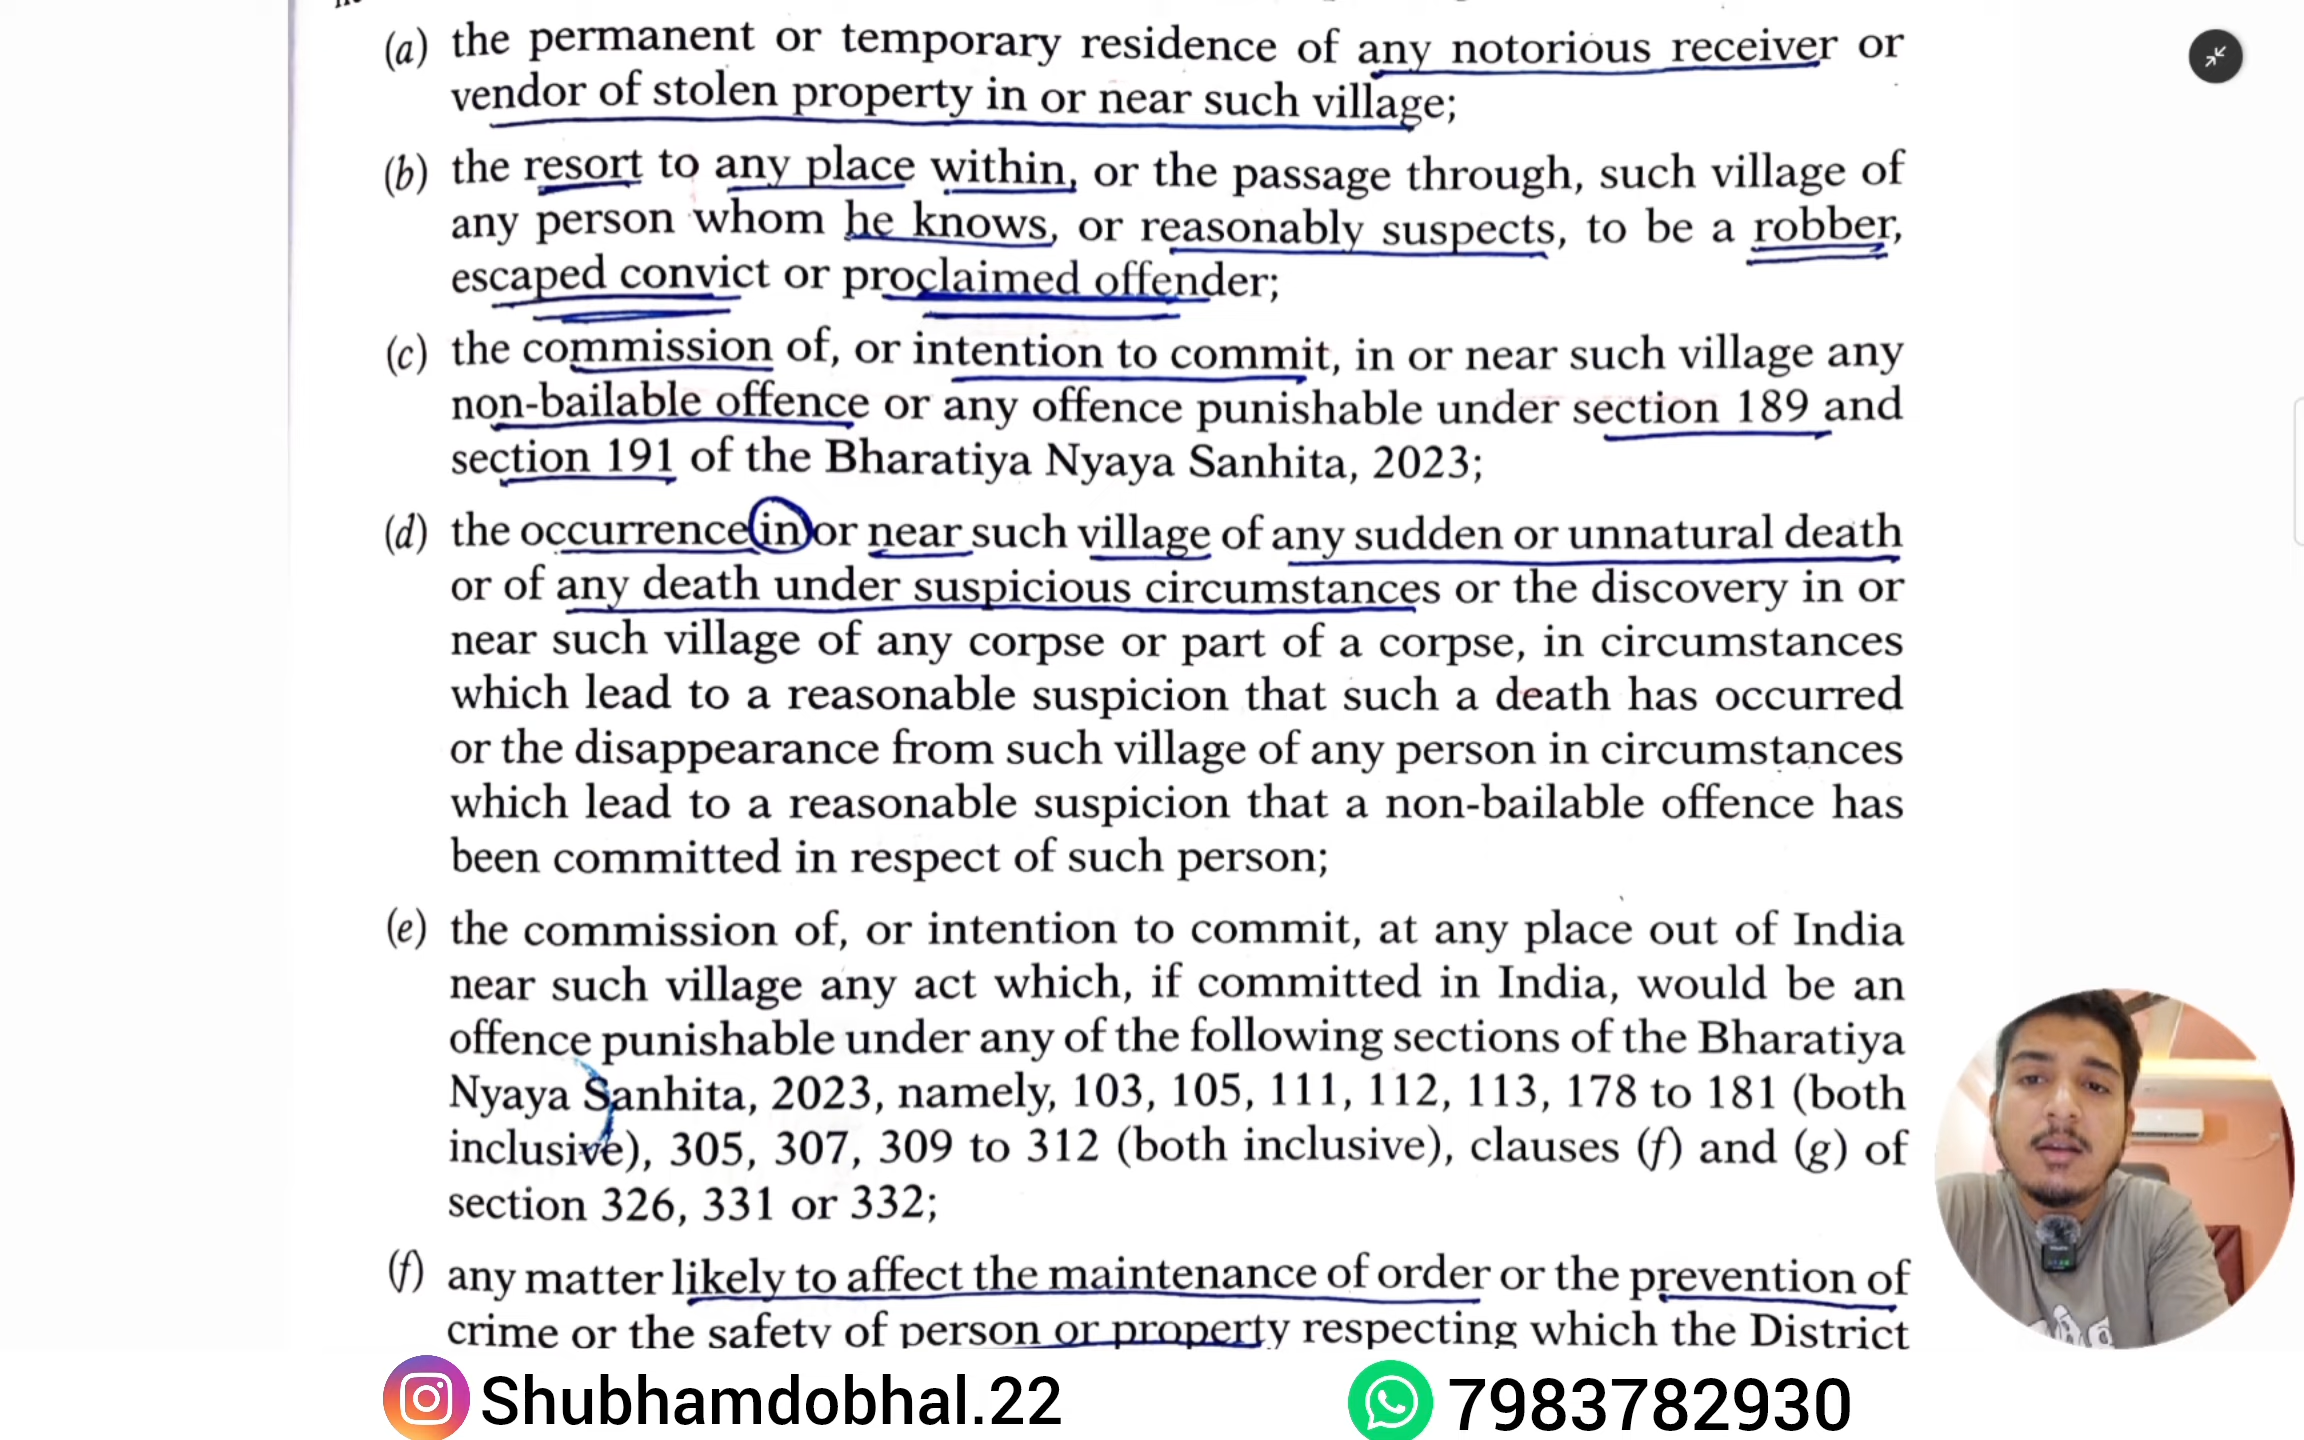 (a) the permanent or temporary residence of any notorious receiver or
vendor of stolen property in or near such village;
(b) the resort to any place within, or the passage through, such village of
any person whom he knows, or reasonably suspects, to be a robber,
escaped convict or proclaimed offender;
(c) the commission of, or intention to commit, in or near such village any
non-bailable offence or any offence punishable under section 189 and
section 191 of the Bharatiya Nyaya Sanhita, 2023;
(d) the occurrence in or near such village of any sudden or unnatural death
or of any death under suspicious circumstances or the discovery in or
near such village of any corpse or part of a corpse, in circumstances
which lead to a reasonable suspicion that such a death has occurred
or the disappearance from such village of any person in circumstances
which lead to a reasonable suspicion that a non-bailable offence has
been committed in respect of such person;
(e) the commission of, or intention to commit, at any place out of India
near such village any act which, if committed in India, would be an
offence punishable under any of the following sections of the Bharatiya
Nyaya Sanhita, 2023, namely, 103, 105, 111, 112, 113, 178 to 181 (both
inclusive), 305, 307, 309 to 312 (both inclusive), clauses (f) and (g) of
section 326, 331 or 332;
(f) any matter likely to affect the maintenance of order or the prevention of
crime or the safety of person or property respecting which the District
Shubhamdobhal.22
7983782930